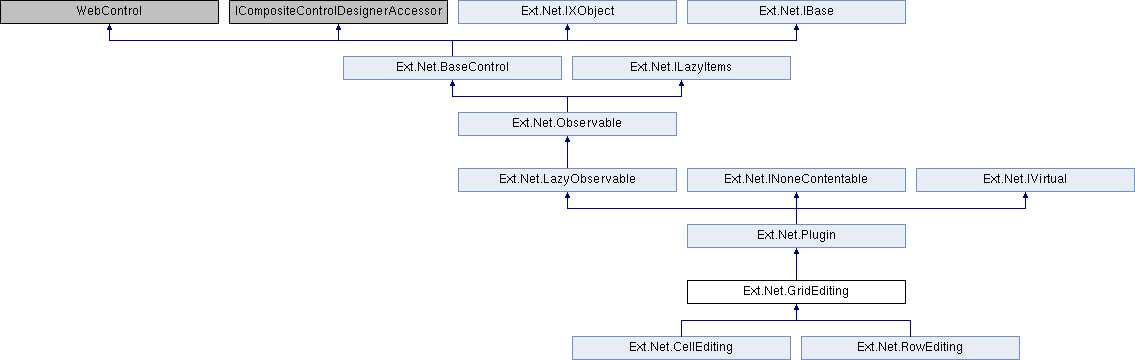 WebControl
ICompositeControlDesignerAccessor
Ext.Net.IXObject
Ext.Net.IBase
Ext.Net.BaseControl
Ext.Net.ILazyItems
Ext.Net.Observable
Ext.Net.LazyObservable
Ext.Net.INoneContentable
Ext.Net.IVirtual
Ext.Net.Plugin
Ext.Net.GridEditing
Ext.Net.CellEditing
Ext.Net.RowEditing